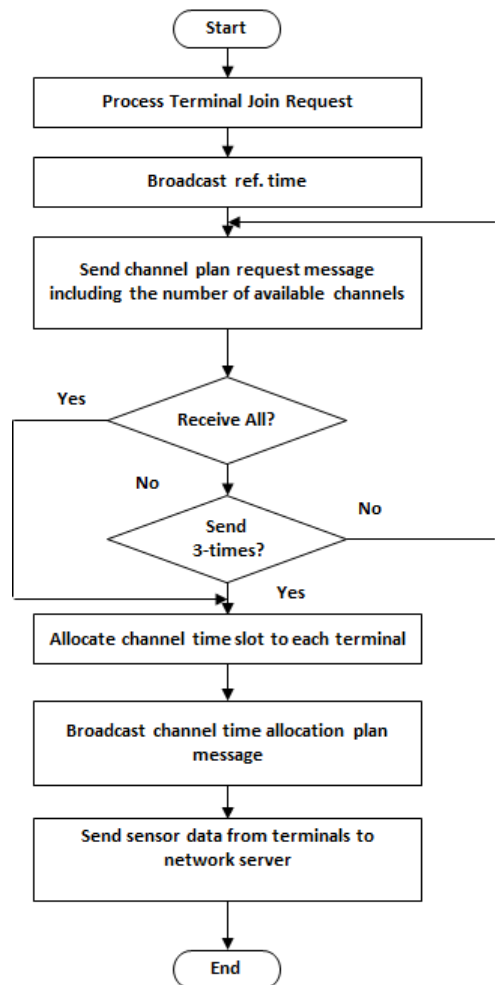 Start
Process Terminal Join Request
Broadcast ref. time
Send channel plan request message
including the number of available channels
Yes
Receive All?
No
Send
3-times?
No
Yes
Allocate channel time slot to each terminal
Broadcast channel time allocation plan
message
Send sensor data from terminals to
network server
End